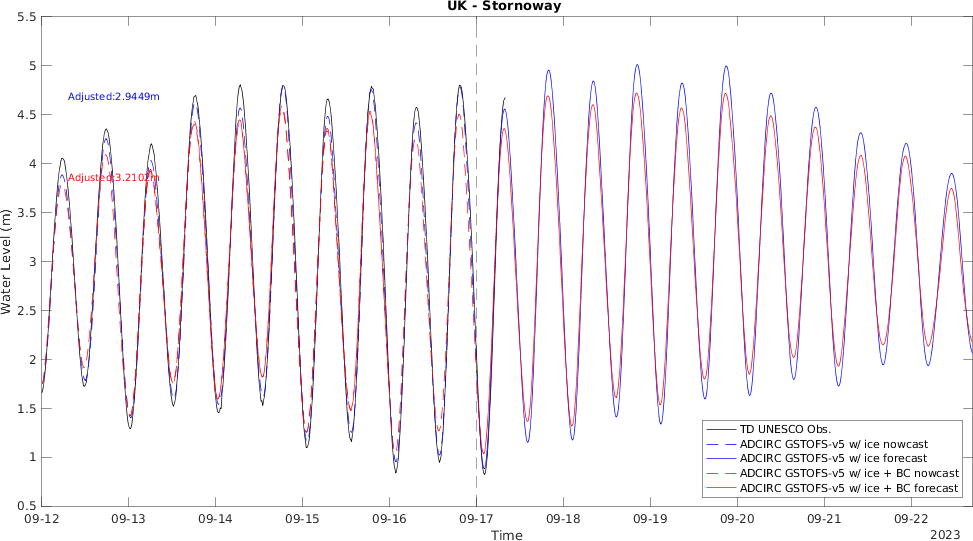 UK - Stornoway
5.5
5
4.5
4
3.5
3
2.5
2
1.5
1
0.5
Water Level (m)
Adjusted:2.9449m
Adjusted:3.2102m
TD UNESCO Obs.
ADCIRC GSTOFS-v5 w/ ice nowcast
ADCIRC GSTOFS-v5 w/ ice forecast
ADCIRC GSTOFS-v5 w/ ice + BC nowcast
ADCIRC GSTOFS-v5 w/ ice + BC forecast
09-12 09-13 09-14 09-15 09-16 09-17 09-18 09-19 09-20 09-21 09-22
Time
2023